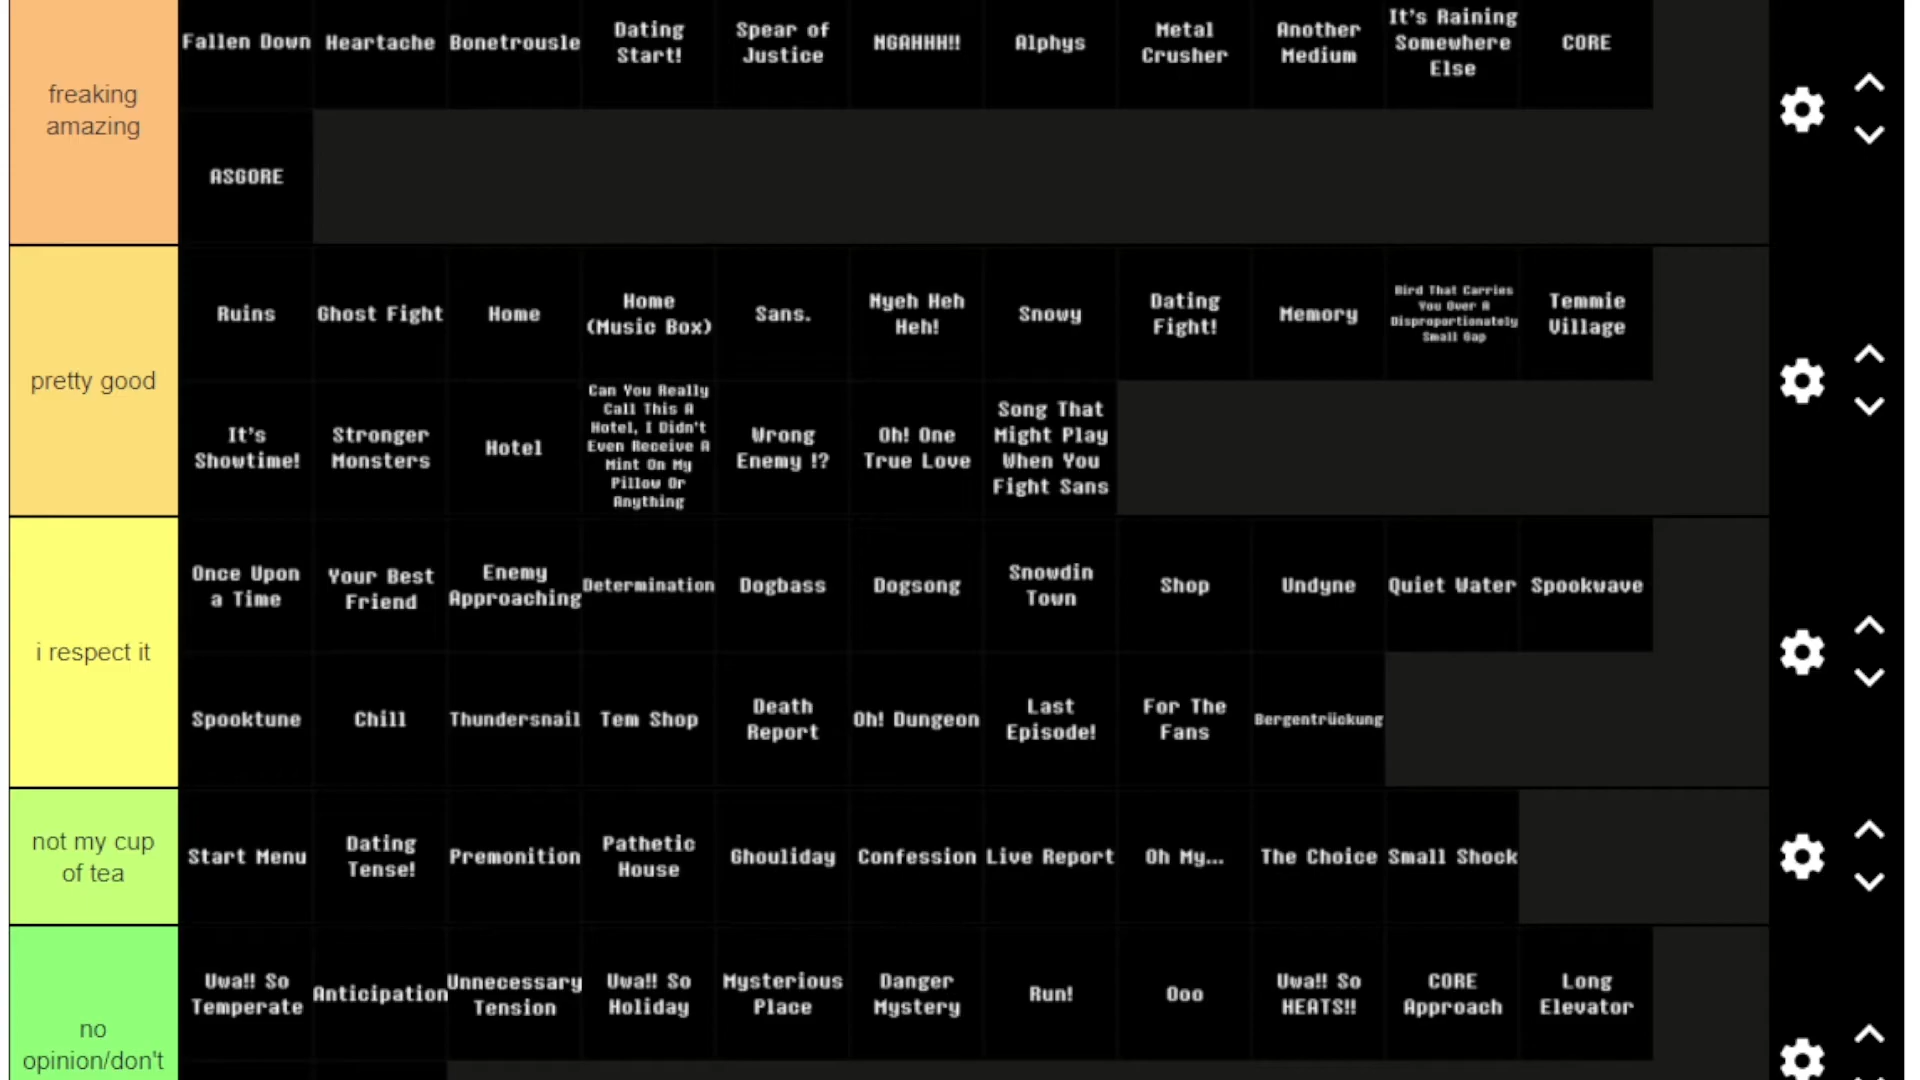 freaking
amazing
Fallen Down
Heartache
Bonetrousle
Dating
Start!
Spear of
Justice
NGAHHH!!
Alphys
Metal
Crusher
Another
Medium
It's Raining
Somewhere
Else
CORE
ASGORE
pretty good
Ruins
Ghost Fight
Home
Home
(Music Box)
Sans.
Nyeh Heh
Heh!
Snowy
Dating
Fight!
Memory
Bird That Carries
You Over A
Disproportionately
Small Gap
Temmie
Village
It's
Showtime!
Stronger
Monsters
Hotel
Can You Really
Call This A
Hotel, I Didn't
Even Receive A
Mint On My
Pillow Or
Anything
Wrong
Enemy !?
Oh! One
True Love
Song That
Might Play
When You
Fight Sans
i respect it
Once Upon
a Time
Your Best
Friend
Enemy
Approaching
Determination
Dogbass
Dogsong
Snowdin
Town
Shop
Undyne
Quiet Water
Spookwave
Spooktune
Chill
Thundersnail
Tem Shop
Death
Report
Oh! Dungeon
Last
Episode!
For The
Fans
Bergentrückung
not my cup
of tea
Start Menu
Dating
Tense!
Premonition
Pathetic
House
Ghouliday
Confession
Live Report
Oh My...
The Choice
Small Shock
no
opinion/don't
Uwa!! So
Temperate
Anticipation
Unnecessary
Tension
Uwa!! So
Holiday
Mysterious
Place
Danger
Mystery
Run!
Ooo
Uwa!! So
HEATS!!
CORE
Approach
Long
Elevator